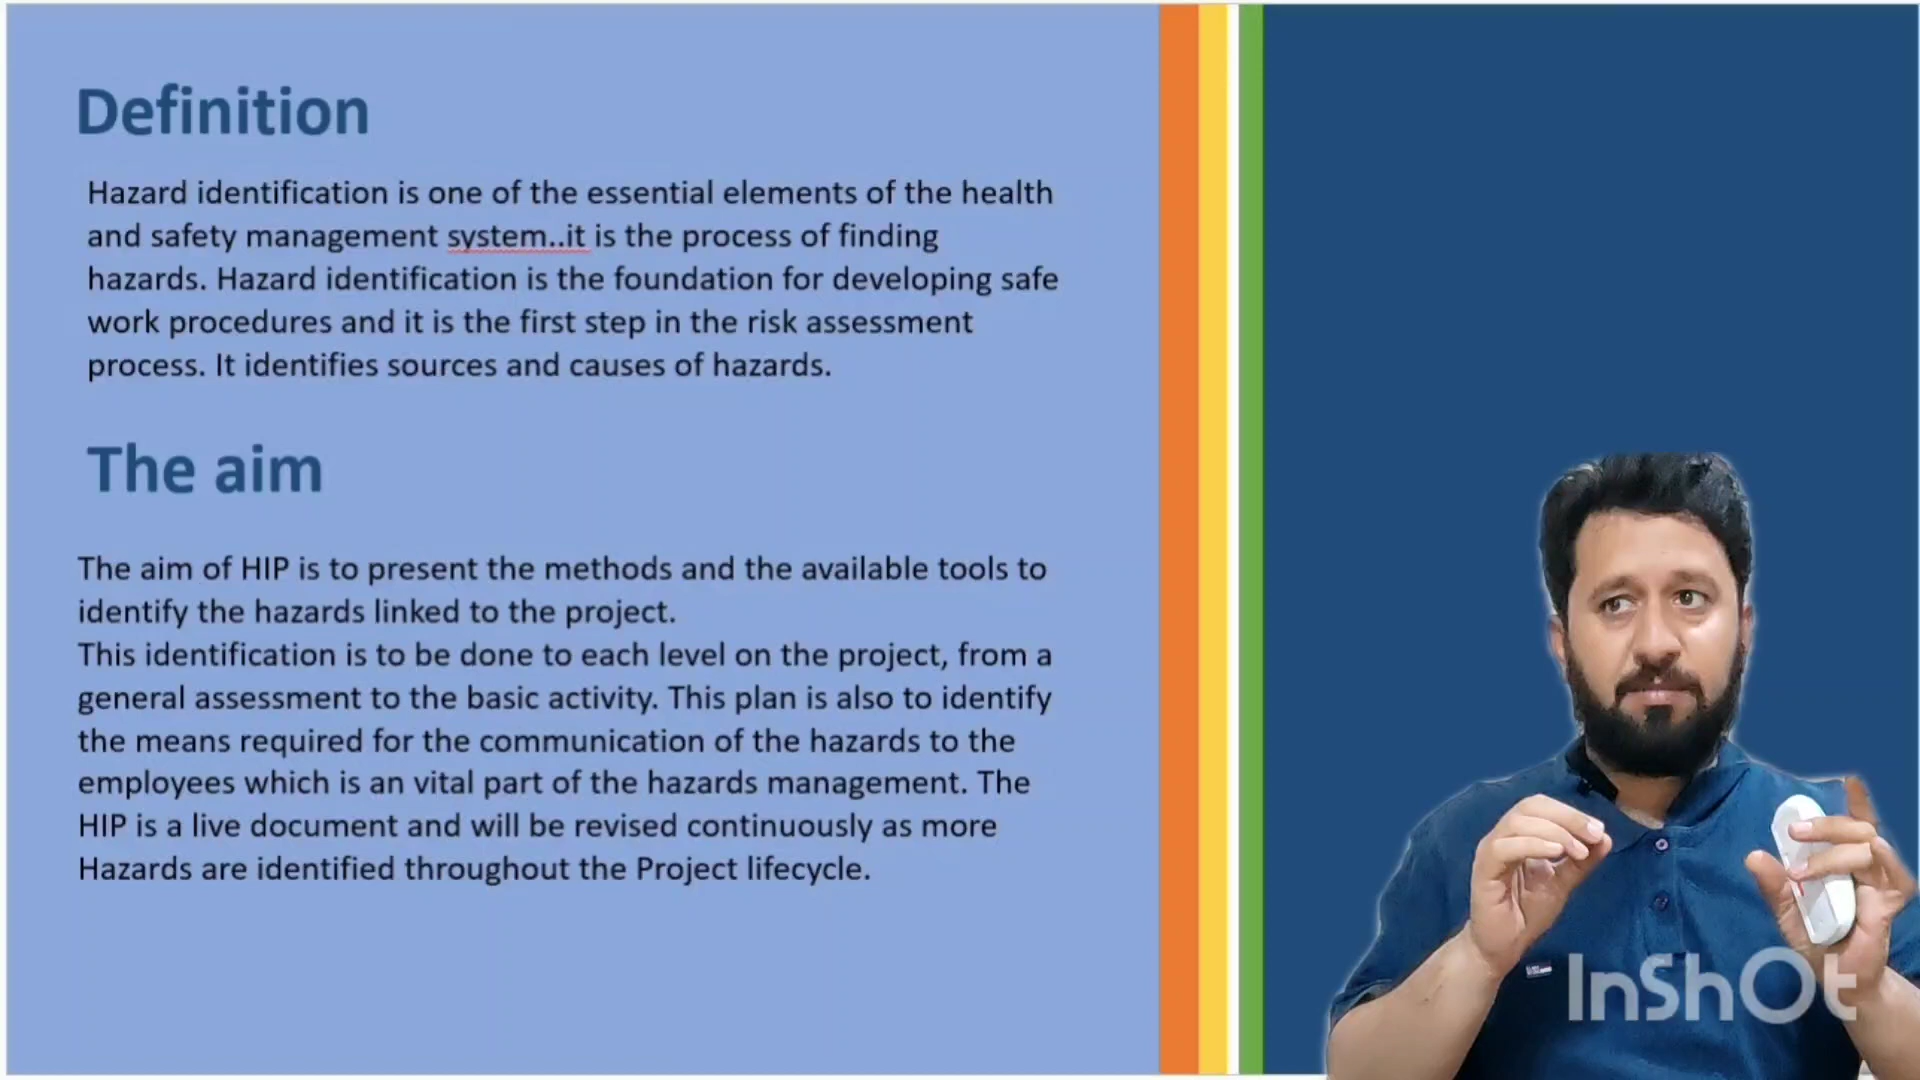 Definition
Hazard identification is one of the essential elements of the health
and safety management system..it is the process of finding
hazards. Hazard identification is the foundation for developing safe
work procedures and it is the first step in the risk assessment
process. It identifies sources and causes of hazards.
The aim
The aim of HIP is to present the methods and the available tools to
identify the hazards linked to the project.
This identification is to be done to each level on the project, from a
general assessment to the basic activity. This plan is also to identify
the means required for the communication of the hazards to the
employees which is an vital part of the hazards management. The
HIP is a live document and will be revised continuously as more
Hazards are identified throughout the Project lifecycle.
InShOt